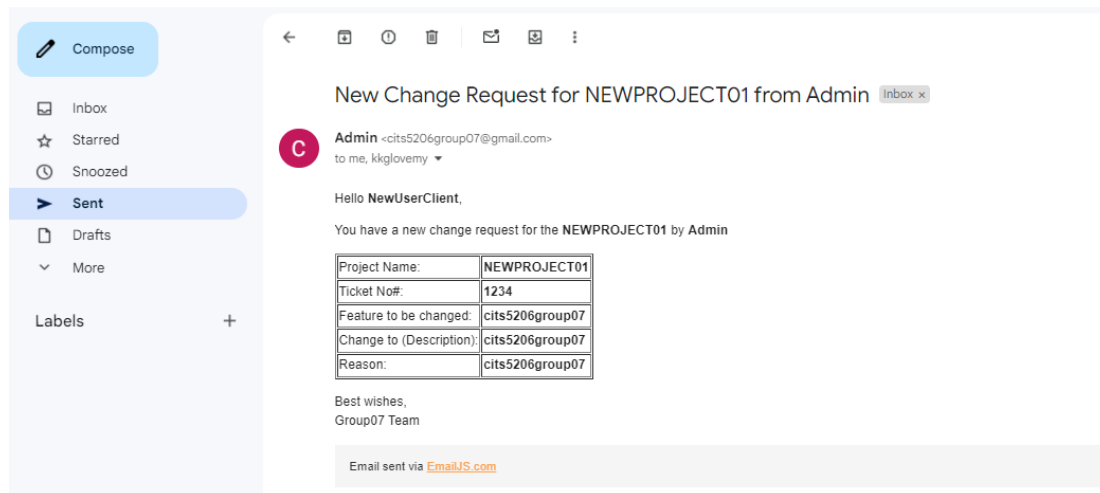 Compose
Inbox
Starred
Snoozed
Sent
Drafts
More
Labels
New Change Request for NEWPROJECT01 from Admin Inbox ×
C
Admin <cits5206group07@gmail.com>
to me, kkglovemy
Hello NewUserClient,
You have a new change request for the NEWPROJECT01 by Admin
Project Name: NEWPROJECT01
Ticket No#: 1234
Feature to be changed: cits5206group07
Change to (Description): cits5206group07
Reason: cits5206group07
Best wishes,
Group07 Team
Email sent via EmailJS.com